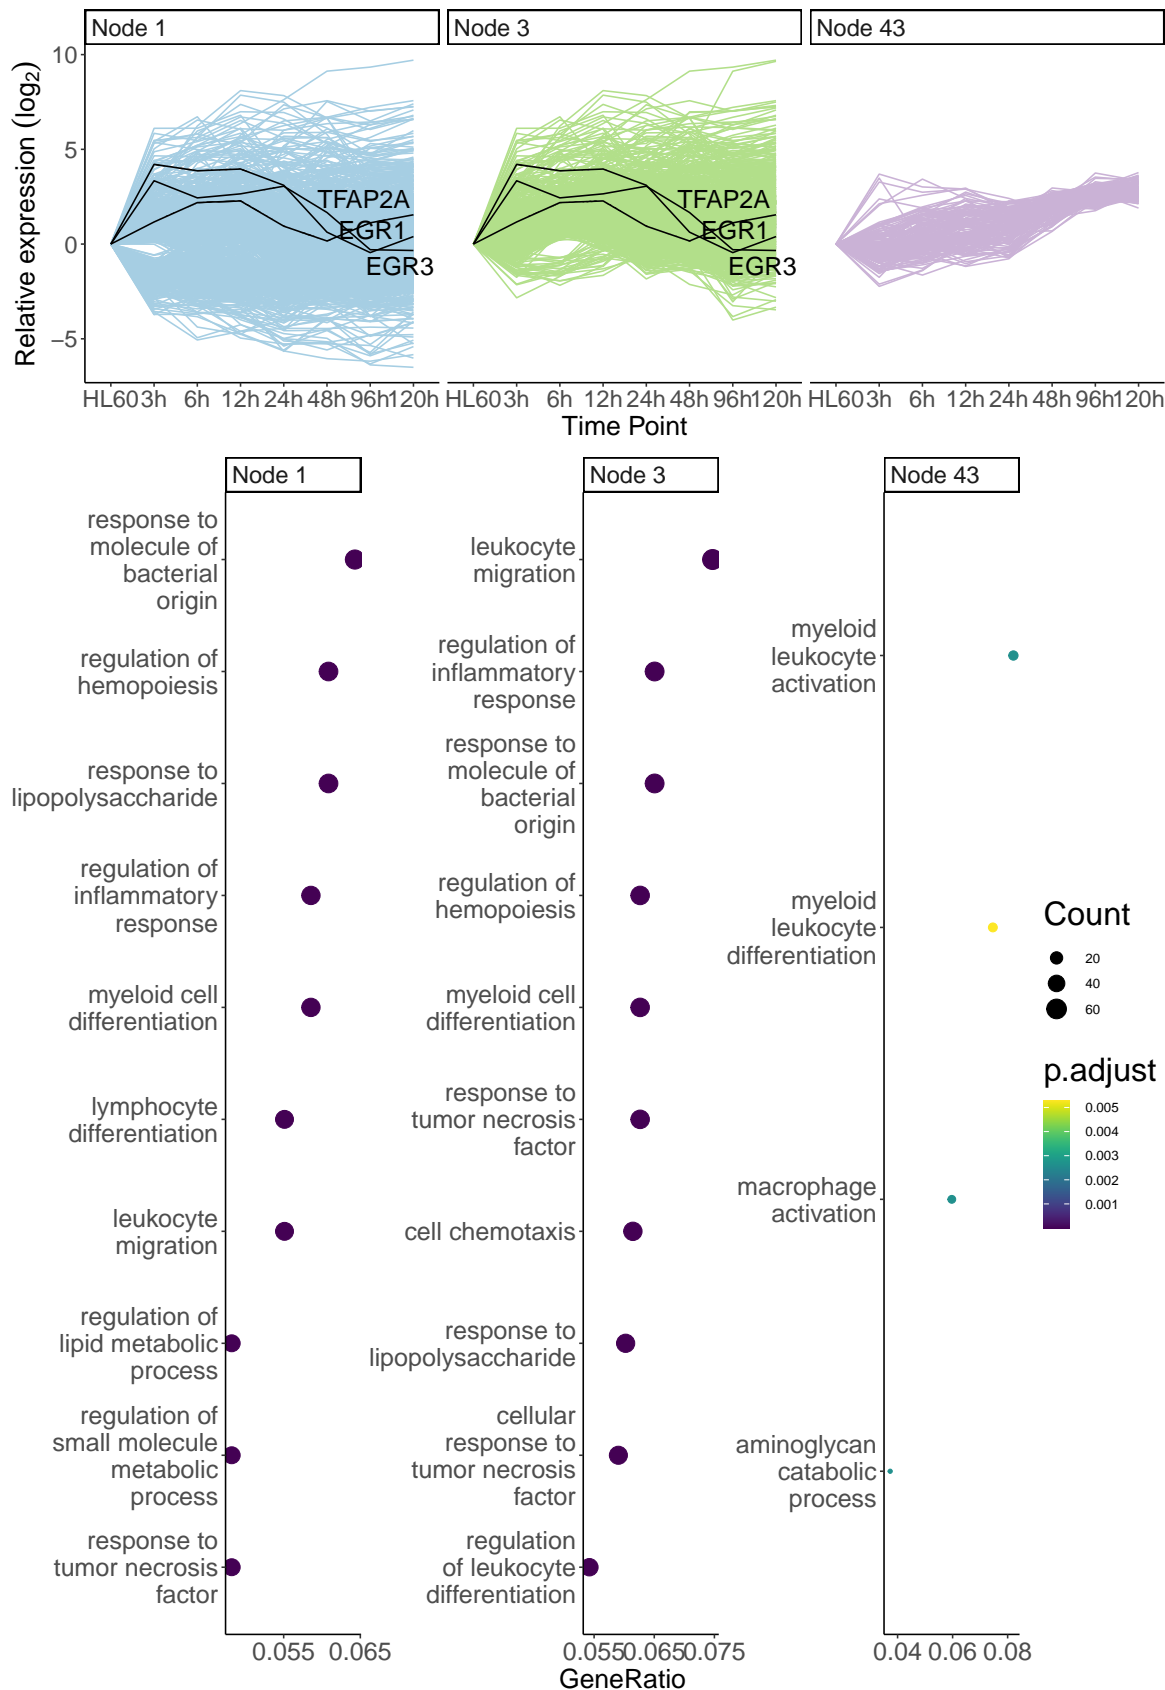 Node 1
Node 3
Node 43
Relative expression (log2)
10
5
0
−5
TFAP2A
EGR1
EGR3
TFAP2A
EGR1
EGR3
HL60 3h 6h 12h 24h 48h 96h 120h
HL60 3h 6h 12h 24h 48h 96h 120h
HL60 3h 6h 12h 24h 48h 96h 120h
Time Point
Node 1
response to
molecule of
bacterial
origin
regulation of
hemopoiesis
response to
lipopolysaccharide
regulation of
inflammatory
response
myeloid cell
differentiation
lymphocyte
differentiation
leukocyte
migration
regulation of
lipid metabolic
process
regulation of
small molecule
metabolic
process
response to
tumor necrosis
factor
0.055 0.065
Node 3
leukocyte
migration
regulation of
inflammatory
response
response to
molecule of
bacterial
origin
regulation of
hemopoiesis
myeloid cell
differentiation
response to
tumor necrosis
factor
cell chemotaxis
response to
lipopolysaccharide
cellular
response to
tumor necrosis
factor
regulation
of leukocyte
differentiation
0.055 0.065 0.075
Node 43
myeloid
leukocyte
activation
myeloid
leukocyte
differentiation
macrophage
activation
aminoglycan
catabolic
process
0.04 0.06 0.08
GeneRatio
Count
20
40
60
p.adjust
0.005
0.004
0.003
0.002
0.001